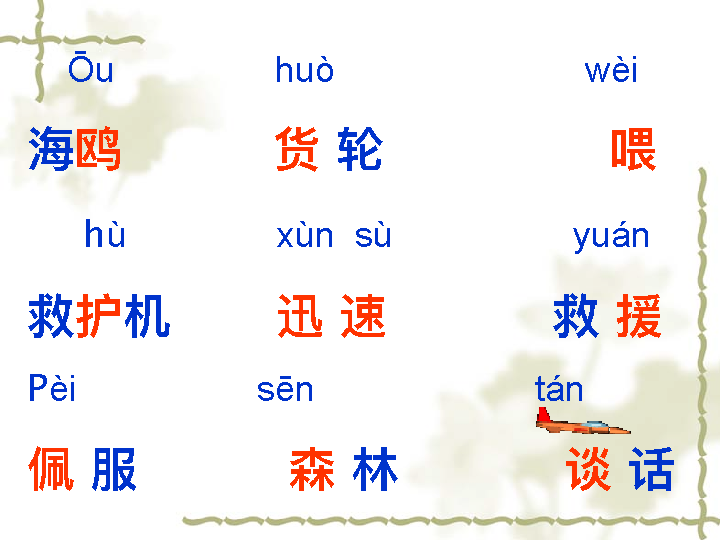 Ōu huò wèi
海鸥 货轮 喂
hù xùn sù yuán
救护机 迅速 救援
Pèi sēn tán
佩服 森林 谈话